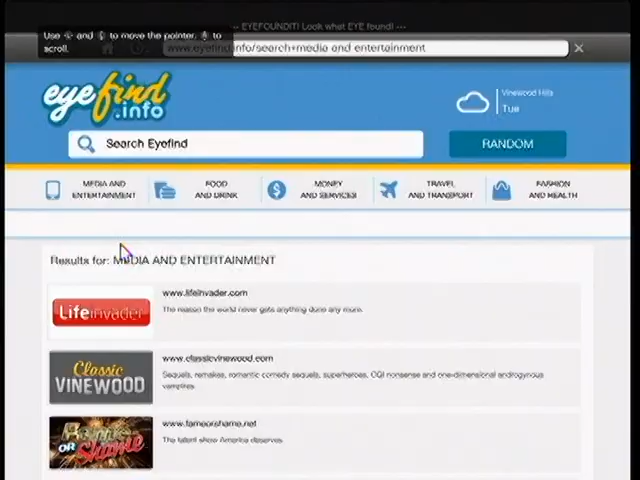 -- EYEFOUNDIT! Look what EYE found! ---
Use and to move the pointer. to
scroll.
www.eyefind.info/search=media and entertainment
eyefind
.info
Vinewood Hills
Tue
Search Eyefind
RANDOM
MEDIA AND
ENTERTAINMENT
FOOD
AND DRINK
MONEY
AND SERVICES
TRAVEL
AND TRANSPORT
FASHION
AND HEALTH
Results for: MEDIA AND ENTERTAINMENT
Lifeinvader
www.lifeinvader.com
The reason the world never gets anything done any more.
Classic
VINEWOOD
www.classicvinewood.com
Sequels, remakes, romantic comedy sequels, superheroes, CGI nonsense and one-dimensional androgynous
vampires.
Fame
OR Shame
www.fameorshame.net
The talent show America deserves.